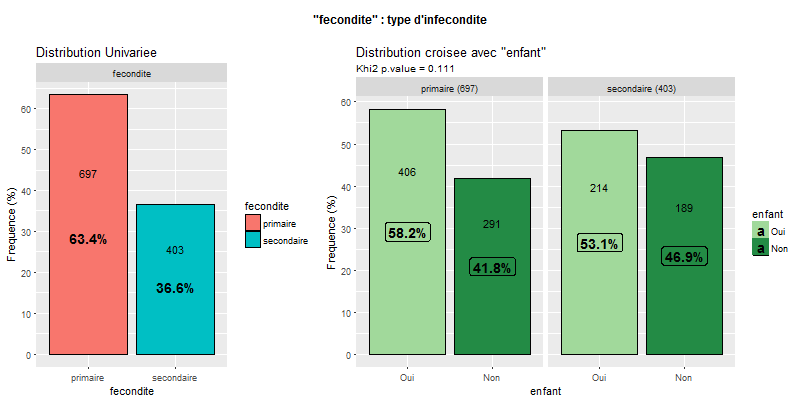 "fecondite" : type d'infecondite
Distribution Univariee
fecondite
Frequence (%)
60
50
40
30
20
10
0
697
63.4%
403
36.6%
primaire
secondaire
fecondite
fecondite
primaire
secondaire
Distribution croisee avec "enfant"
Khi2 p.value = 0.111
primaire (697)
secondaire (403)
Frequence (%)
60
50
40
30
20
10
0
406
58.2%
291
41.8%
214
53.1%
189
46.9%
Oui
Non
Oui
Non
enfant
enfant
a Oui
a Non